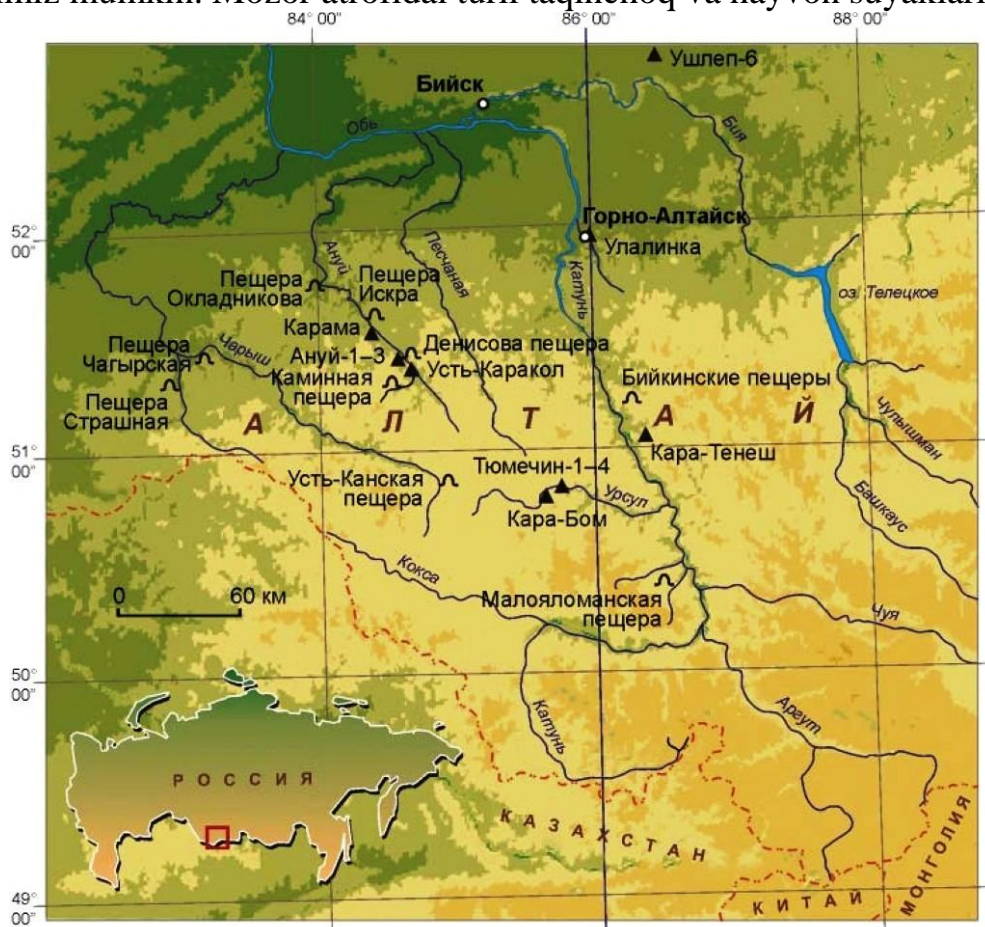 84° 00"
86° 00"
88° 00"
Ушлеп-6
Бийск
Обь
Бия
Горно-Алтайск
52°
00"
Улалинка
Ануй
Песчаная
Катунь
оз. Телецкое
Пещера
Окладникова
Пещера
Искра
Карама
Пещера
Чагырская
Чарыш
Ануй-1–3
Денисова пещера
Усть-Каракол
Каминная
пещера
Бийкинские пещеры
Пещера
Страшная
А Л Т А Й
Чулышман
51°
00"
Кара-Тенеш
Усть-Канская
пещера
Тюмечин-1–4
Урсул
Кара-Бом
Башкаус
Кокса
0 60 км
Малояломанская
пещера
Чуя
50°
00"
Катунь
Аргут
РОССИЯ
КАЗАХСТАН
МОНГОЛИЯ
КИТАЙ
49°
00"